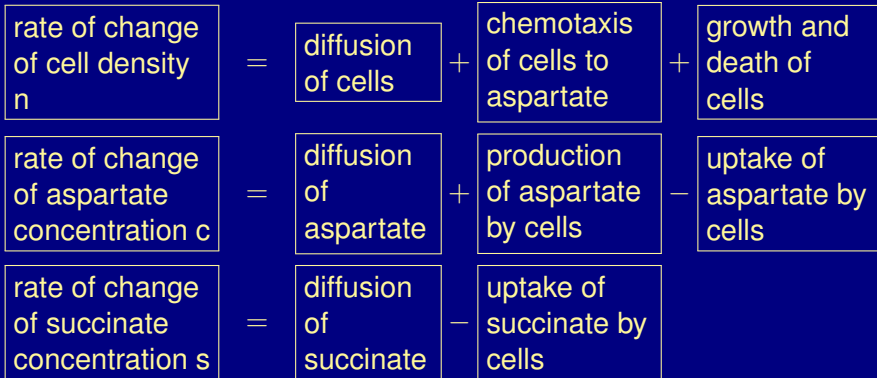 rate of change
of cell density
n
=
diffusion
of cells
+
chemotaxis
of cells to
aspartate
+
growth and
death of
cells
rate of change
of aspartate
concentration c
=
diffusion
of
aspartate
+
production
of aspartate
by cells
−
uptake of
aspartate by
cells
rate of change
of succinate
concentration s
=
diffusion
of
succinate
−
uptake of
succinate by
cells